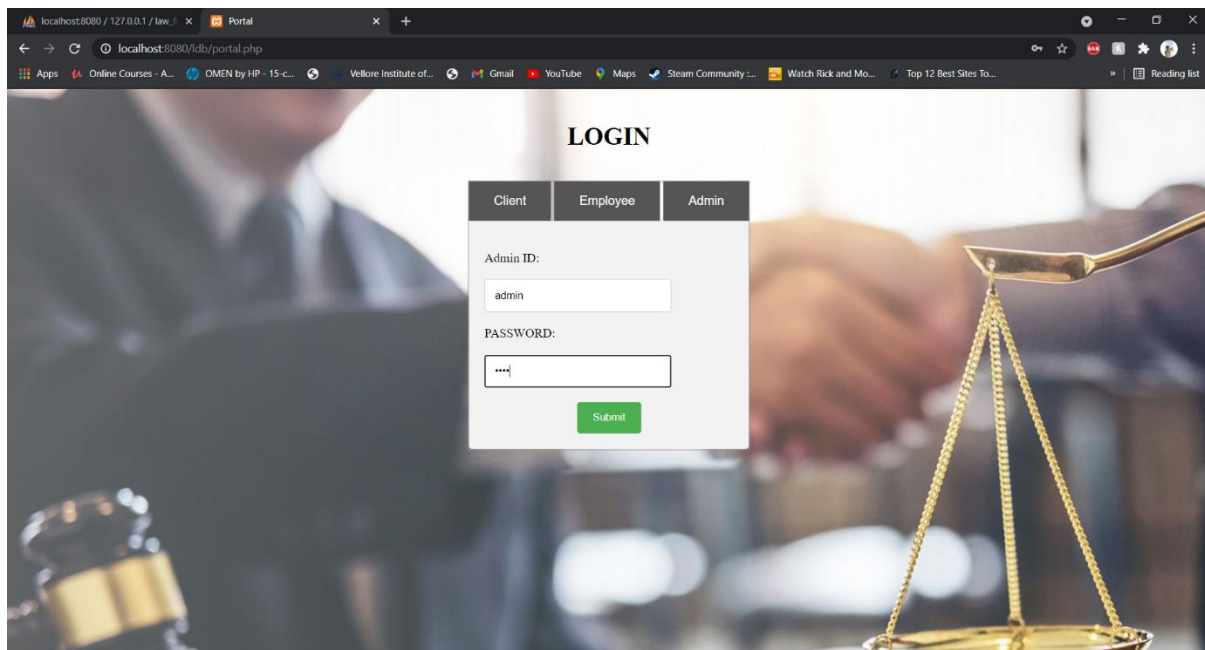 localhost:8080 / 127.0.0.1 / law_fi
Portal
localhost:8080/ldb/portal.php
Apps
Online Courses - A...
OMEN by HP - 15-c...
Vellore Institute of...
Gmail
YouTube
Maps
Steam Community :...
Watch Rick and Mo...
Top 12 Best Sites To...
»
Reading list
LOGIN
Client Employee Admin
Admin ID:
admin
PASSWORD:
••••
Submit